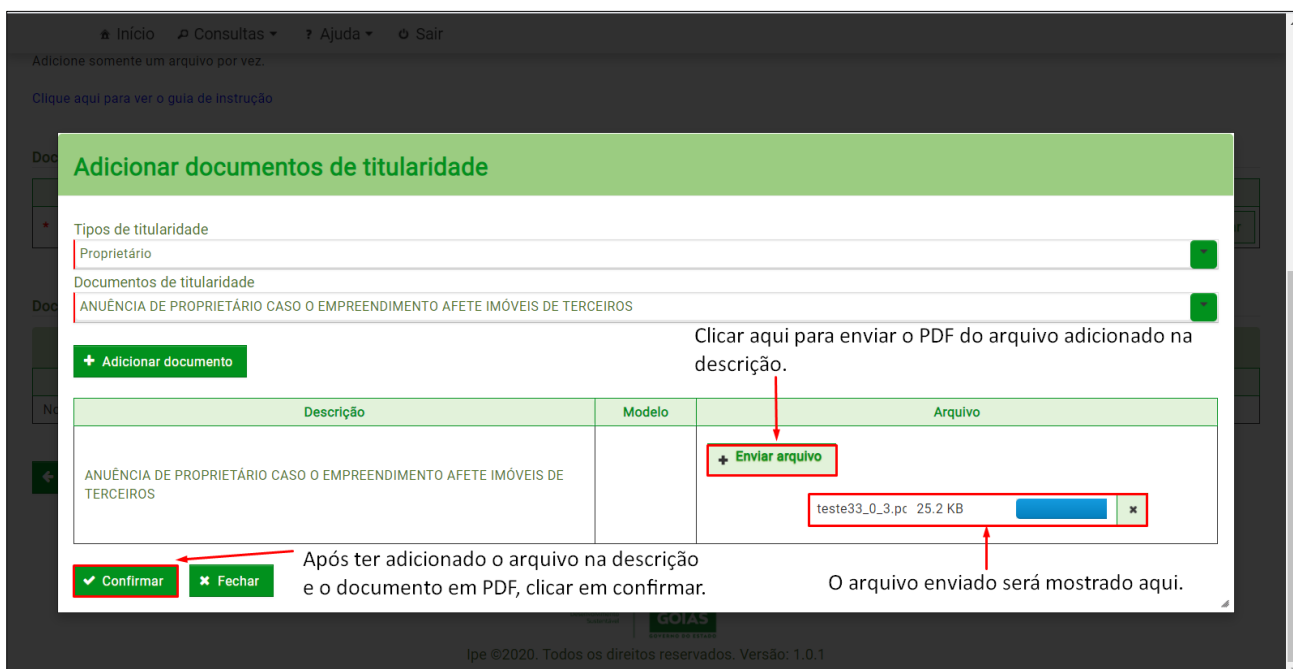 Início Consultas ? Ajuda Sair
Adicione somente um arquivo por vez.
Clique aqui para ver o guia de instrução
Doc
Adicionar documentos de titularidade
*
Tipos de titularidade
Proprietário
Documentos de titularidade
Doc
ANUÊNCIA DE PROPRIETÁRIO CASO O EMPREENDIMENTO AFETE IMÓVEIS DE TERCEIROS
Clicar aqui para enviar o PDF do arquivo adicionado na
descrição.
+ Adicionar documento
Descrição Modelo Arquivo
+ Enviar arquivo
ANUÊNCIA DE PROPRIETÁRIO CASO O EMPREENDIMENTO AFETE IMÓVEIS DE
TERCEIROS
teste33_0_3.pc 25.2 KB
Após ter adicionado o arquivo na descrição
e o documento em PDF, clicar em confirmar.
O arquivo enviado será mostrado aqui.
Confirmar Fechar
GOIÁS
GOVERNO DO ESTADO
Ipe ©2020. Todos os direitos reservados. Versão: 1.0.1